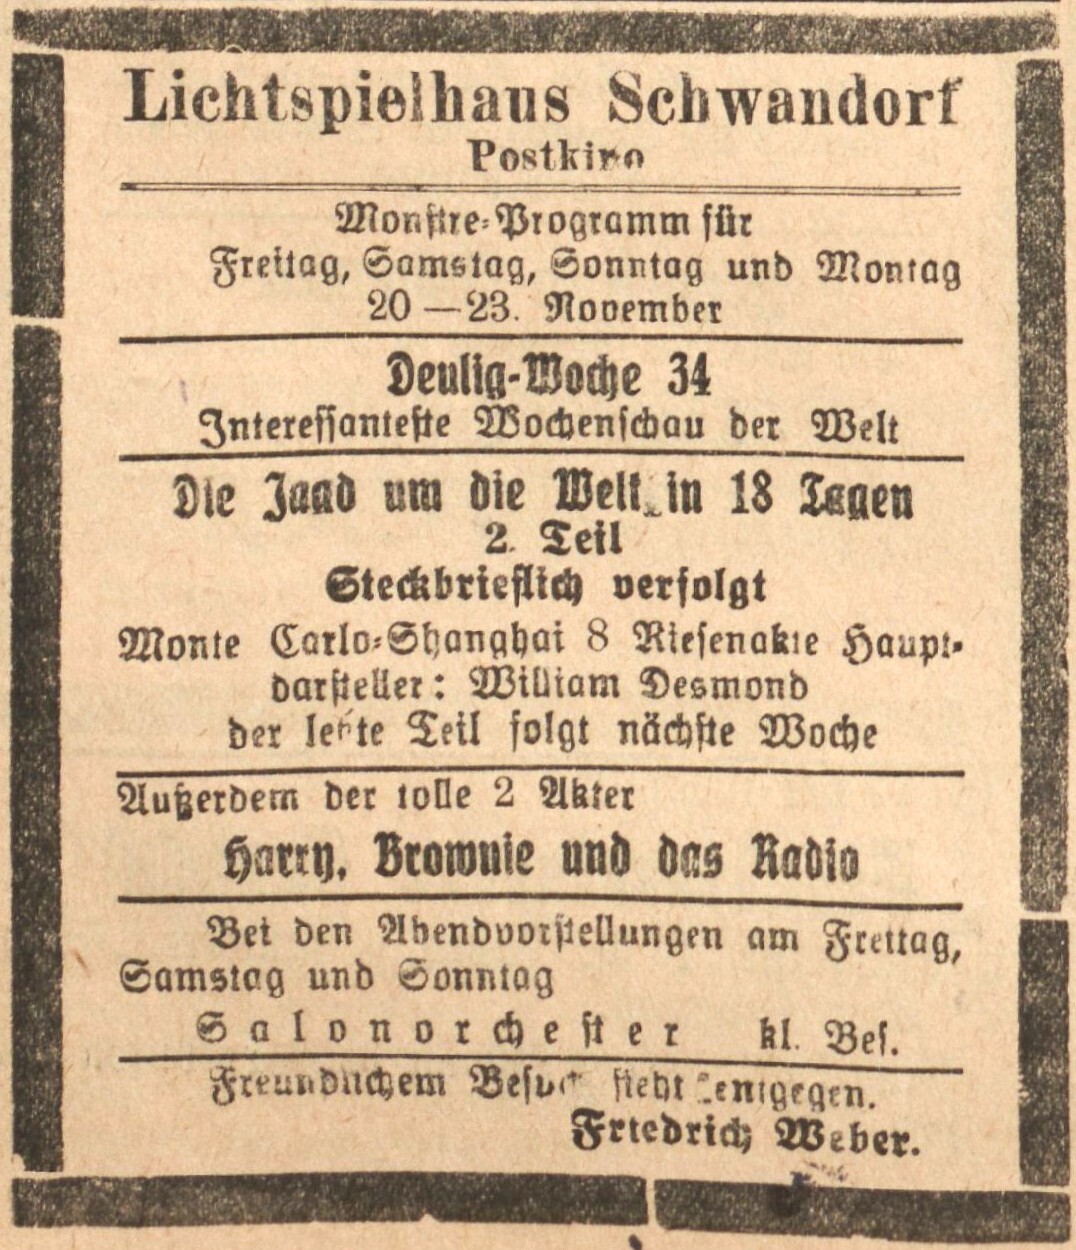 Lichtspielhaus Schwandorf
Postkino
Monstre-Programm für
Freitag, Samstag, Sonntag und Montag
20—23. November
Deulig-Woche 34
Interessanteste Wochenschau der Welt
Die Jagd um die Welt in 18 Tagen
2. Teil
Steckbrieflich verfolgt
Monte Carlo-Shanghai 8 Riesenakte Haupt-
darsteller: William Desmond
der letzte Teil folgt nächste Woche
Außerdem der tolle 2 Akter
Harry, Brownie und das Radio
Bei den Abendvorstellungen am Freitag,
Samstag und Sonntag
Salonorchester kl. Bes.
Freundlichem Besuch sieht entgegen.
Friedrich Weber.